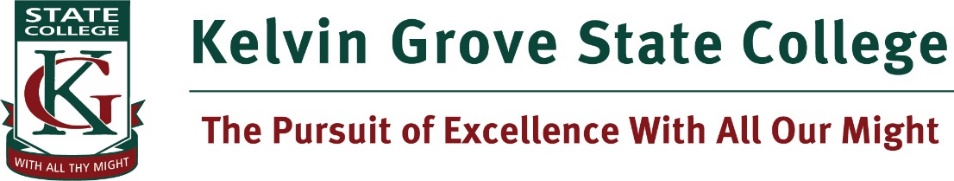 STATE
COLLEGE
KG
WITH ALL THY MIGHT
Kelvin Grove State College
The Pursuit of Excellence With All Our Might